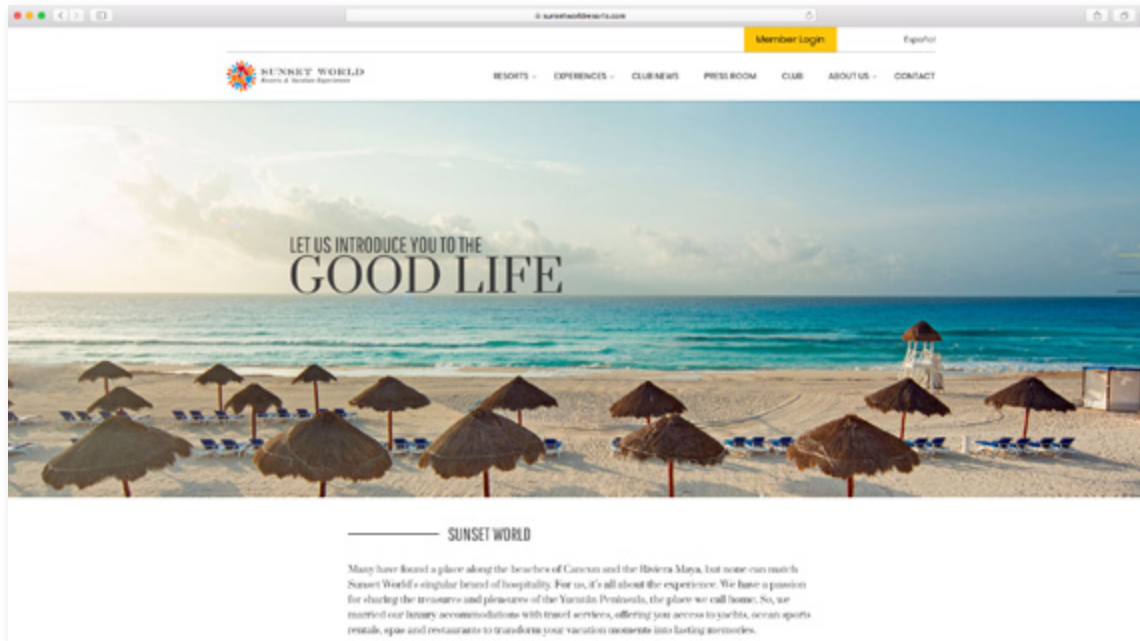 sunsetworldresorts.com
Member Login
Español
SUNSET WORLD
Resorts & Vacation Experiences
RESORTS
EXPERIENCES
CLUB NEWS
PRESS ROOM
CLUB
ABOUT US
CONTACT
LET US INTRODUCE YOU TO THE
GOOD LIFE
SUNSET WORLD
Many have found a place along the beaches of Cancun and the Riviera Maya, but none can match
Sunset World's singular brand of hospitality. For us, it's all about the experience. We have a passion
for sharing the treasures and pleasures of the Yucatán Peninsula, the place we call home. So, we
married our luxury accommodations with travel services, offering you access to yachts, ocean sports
rentals, spas and restaurants to transform your vacation moments into lasting memories.